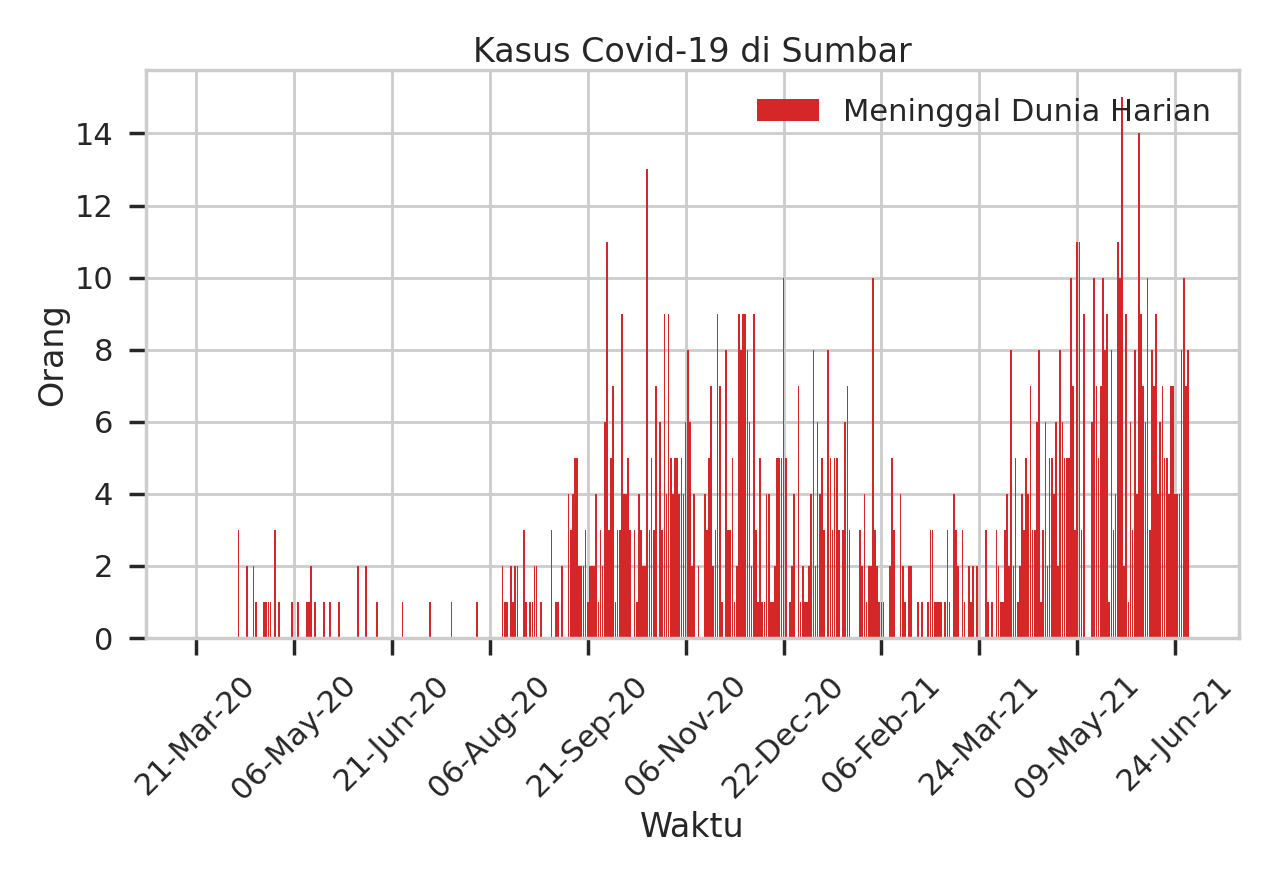 Kasus Covid-19 di Sumbar
Meninggal Dunia Harian
Orang
14
12
10
8
6
4
2
0
21-Mar-20
06-May-20
21-Jun-20
06-Aug-20
21-Sep-20
06-Nov-20
22-Dec-20
06-Feb-21
24-Mar-21
09-May-21
24-Jun-21
Waktu